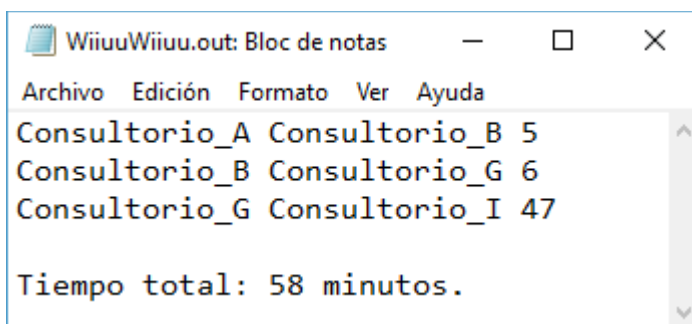 WiiuuWiiuu.out: Bloc de notas
Archivo Edición Formato Ver Ayuda
Consultorio_A Consultorio_B 5
Consultorio_B Consultorio_G 6
Consultorio_G Consultorio_I 47
Tiempo total: 58 minutos.